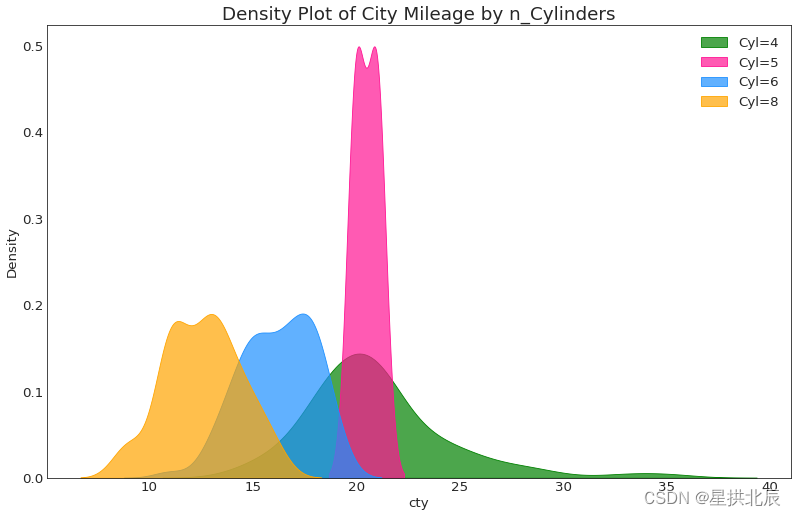 Density Plot of City Mileage by n_Cylinders
Cyl=4
Cyl=5
Cyl=6
Cyl=8
0.5
0.4
0.3
0.2
0.1
0.0
Density
10 15 20 25 30 35 40
cty
CSDN @星拱北辰